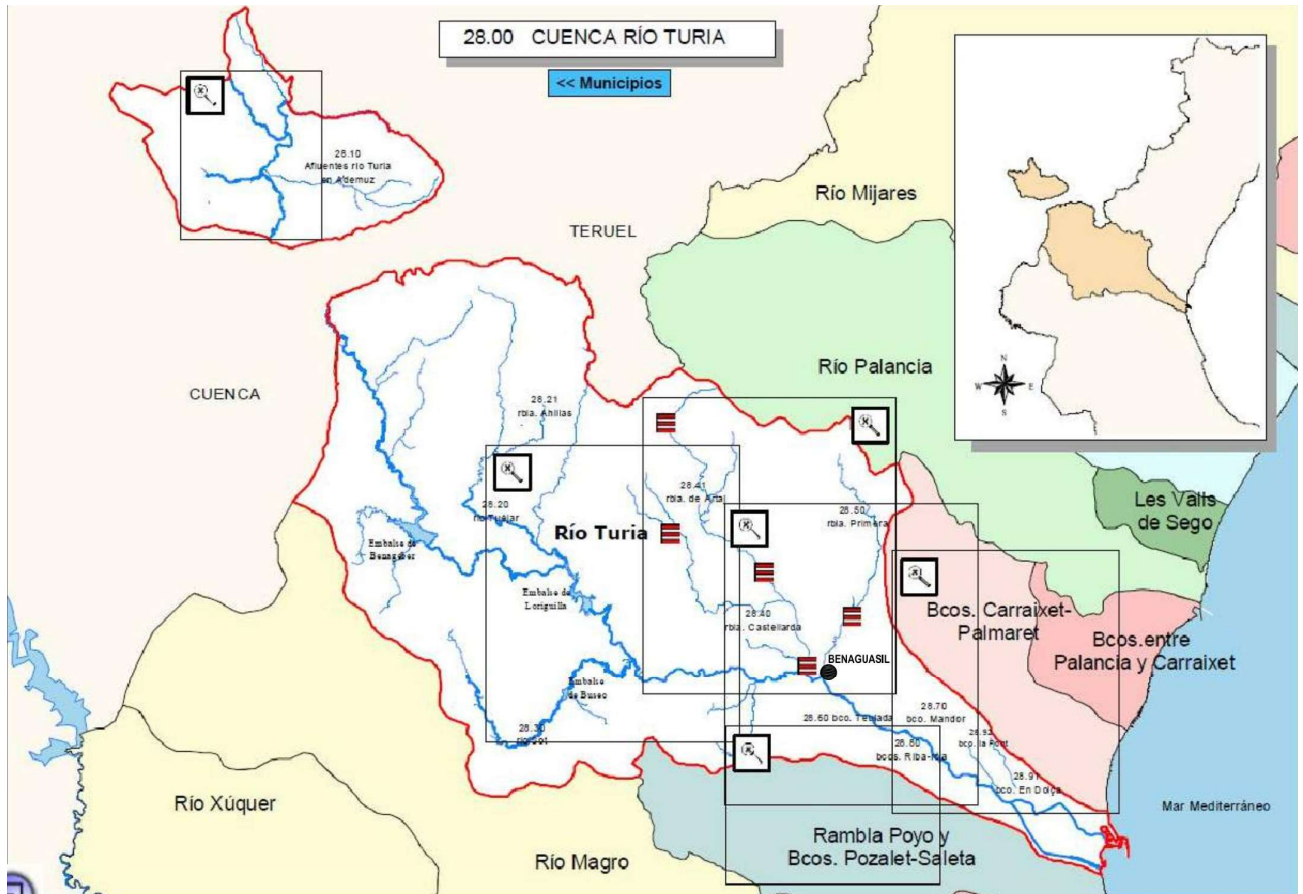 28.00 CUENCA RÍO TURIA
<< Municipios
28.10
Afluentes río Turia
en Ademuz
Río Mijares
TERUEL
N
W E
S
Río Palancia
CUENCA
28.21
rbla. Ahillas
28.41
rbla. de Artaj
Les Valls
de Sego
28.20
río Tuéjar
Río Turia
28.50
rbla. Primera
Embalse de
Benageber
Embalse de
Loriguilla
Bcos. Carraixet-
Palmaret
28.40
rbla. Castellarda
Bcos.entre
Palancia y Carraixet
BENAGUASIL
Embalse
de Buseo
28.70
bco. Mandor
28.60 bco. Teulada
28.30
28.92
bco. la Font
bcos. Riba-roja
28.91
bco. En Dolça
Río Xúquer
Mar Mediterráneo
Rambla Poyo y
Bcos. Pozalet-Saleta
Río Magro